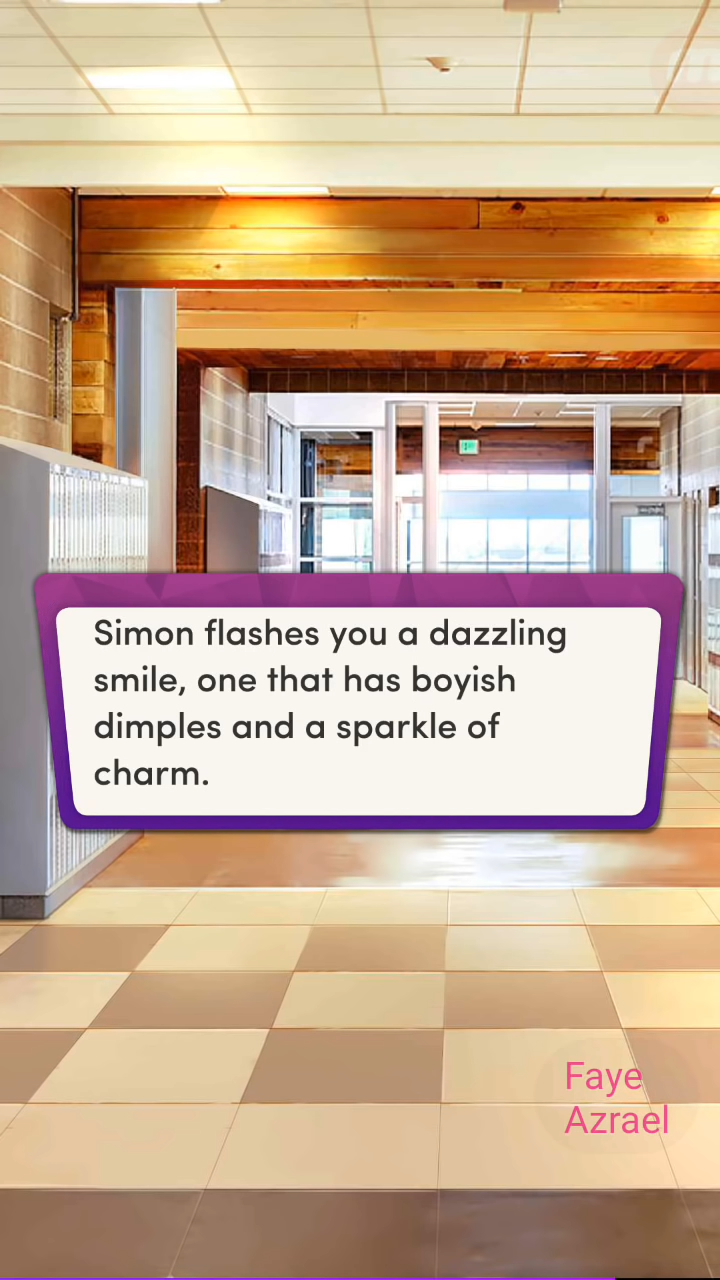 Simon flashes you a dazzling
smile, one that has boyish
dimples and a sparkle of
charm.
Faye
Azrael